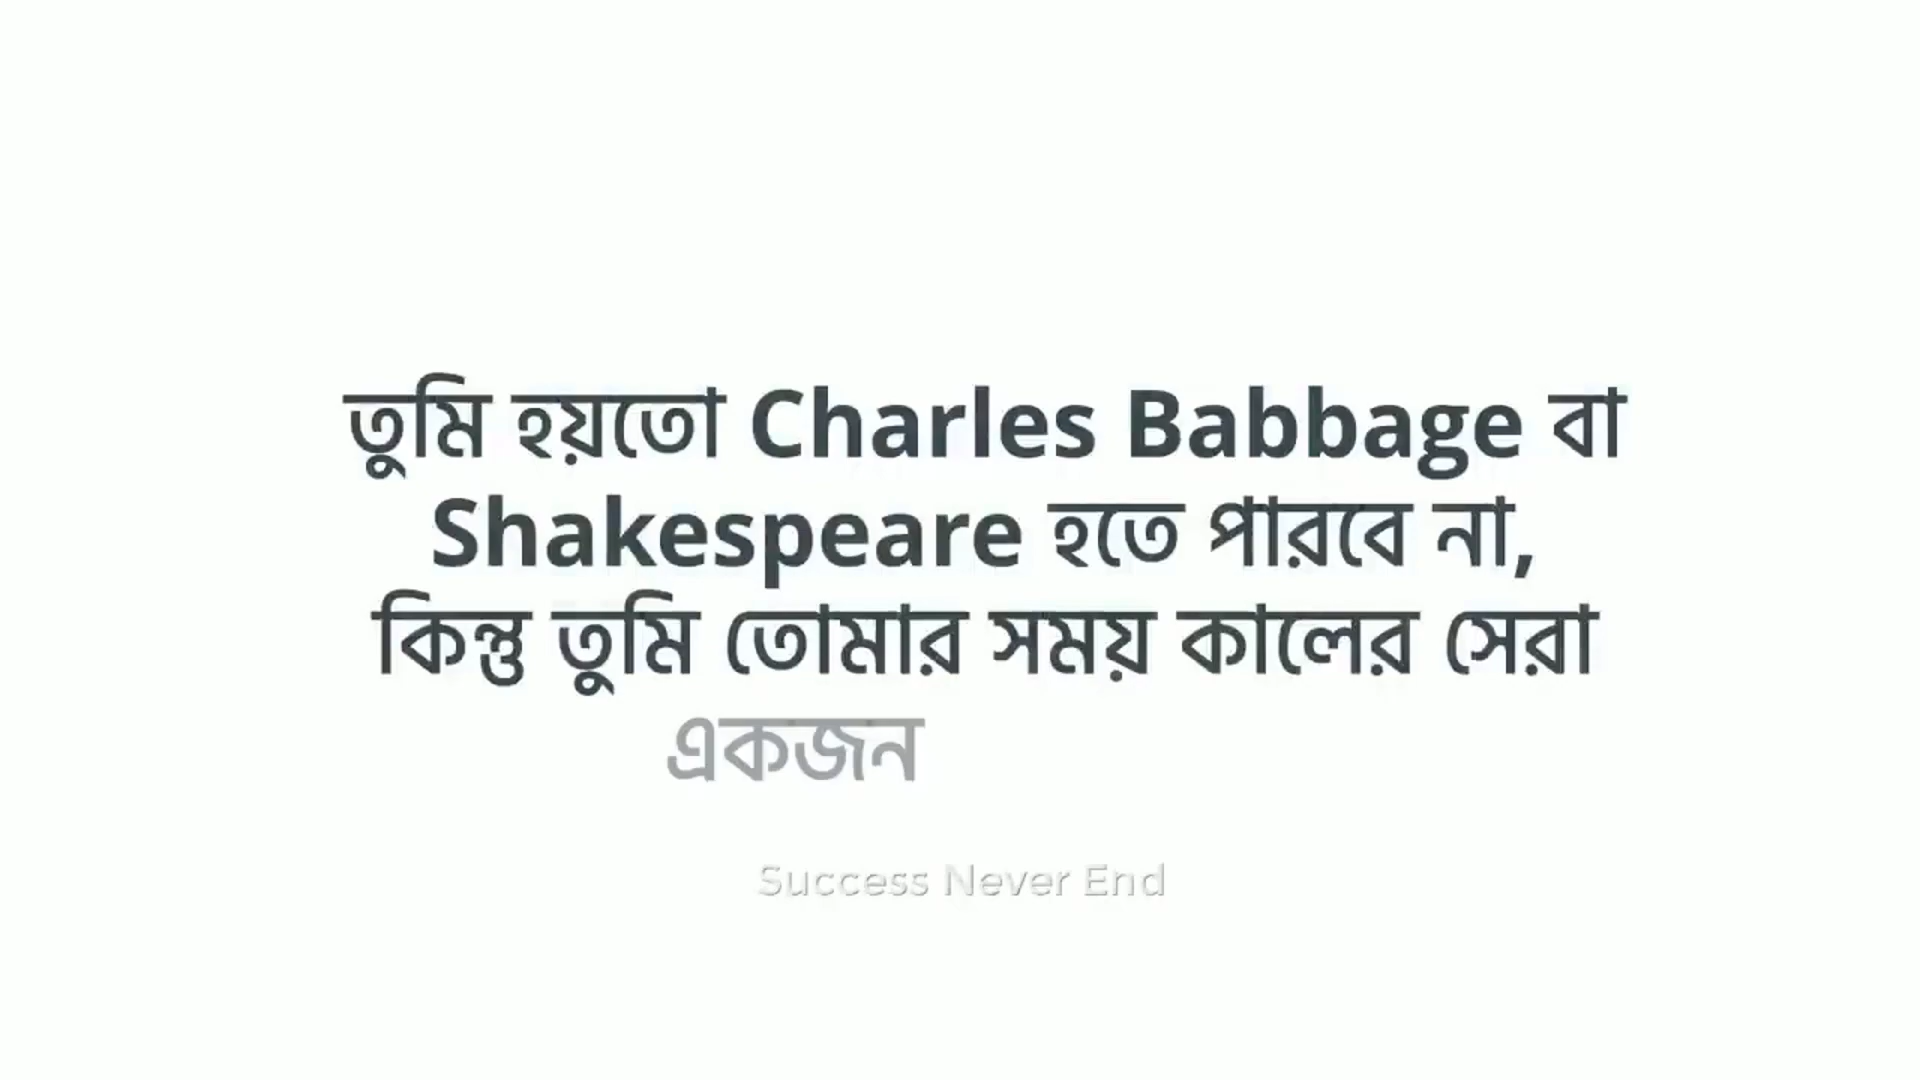 তুমি হয়তো Charles Babbage বা
Shakespeare হতে পারবে না,
কিন্তু তুমি তোমার সময় কালের সেরা
একজন
Success Never End